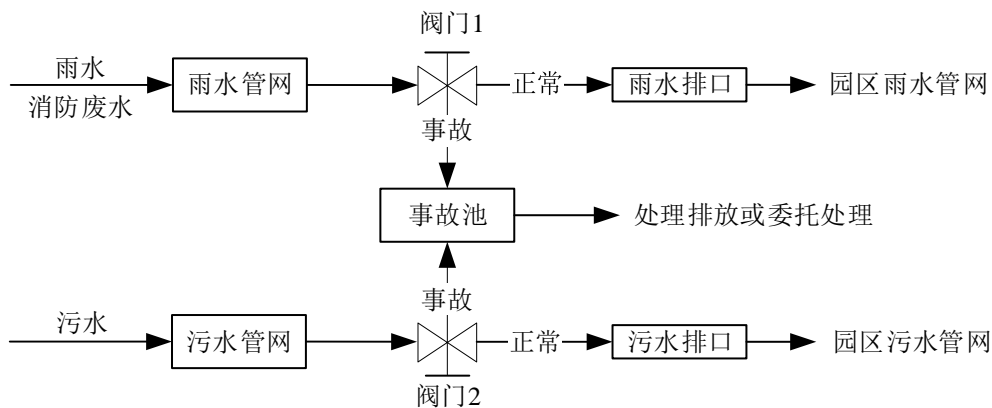 阀门1
雨水
消防废水
雨水管网
正常
雨水排口
园区雨水管网
事故
事故池
处理排放或委托处理
事故
污水
污水管网
正常
污水排口
园区污水管网
阀门2